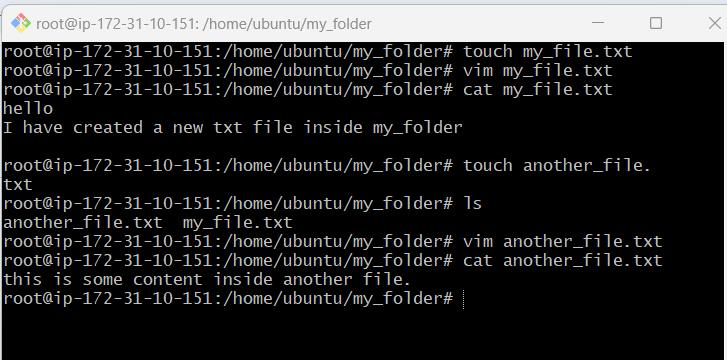 root@ip-172-31-10-151: /home/ubuntu/my_folder
root@ip-172-31-10-151:/home/ubuntu/my_folder# touch my_file.txt
root@ip-172-31-10-151:/home/ubuntu/my_folder# vim my_file.txt
root@ip-172-31-10-151:/home/ubuntu/my_folder# cat my_file.txt
hello
I have created a new txt file inside my_folder
root@ip-172-31-10-151:/home/ubuntu/my_folder# touch another_file.
txt
root@ip-172-31-10-151:/home/ubuntu/my_folder# ls
another_file.txt  my_file.txt
root@ip-172-31-10-151:/home/ubuntu/my_folder# vim another_file.txt
root@ip-172-31-10-151:/home/ubuntu/my_folder# cat another_file.txt
this is some content inside another file.
root@ip-172-31-10-151:/home/ubuntu/my_folder#